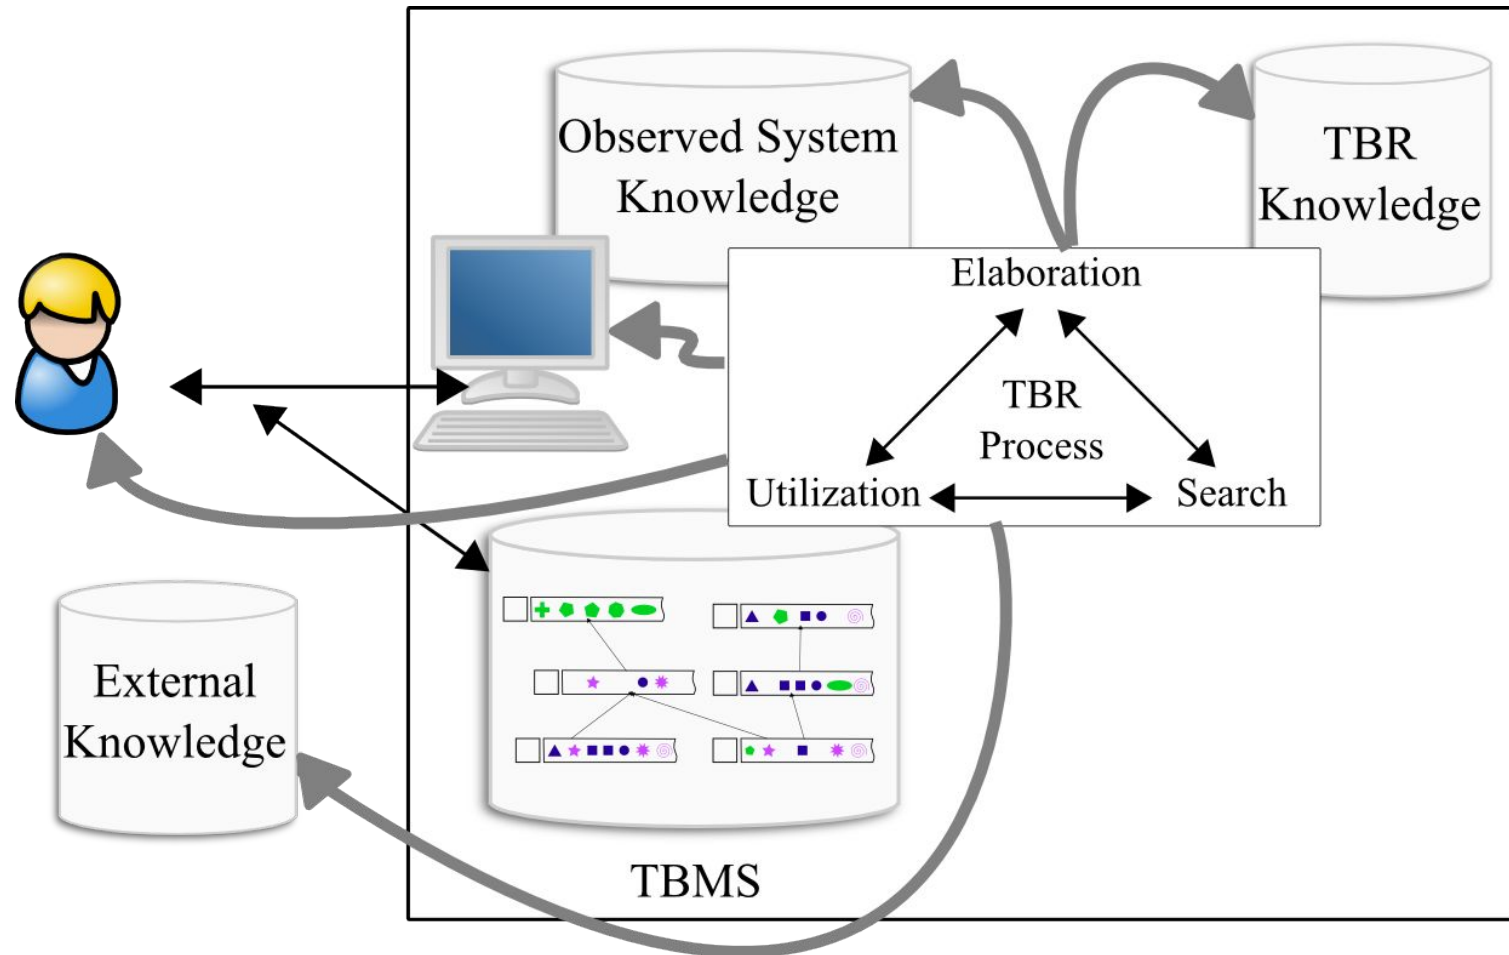 Observed System
Knowledge
TBR
Knowledge
Elaboration
TBR
Process
Utilization
Search
External
Knowledge
TBMS